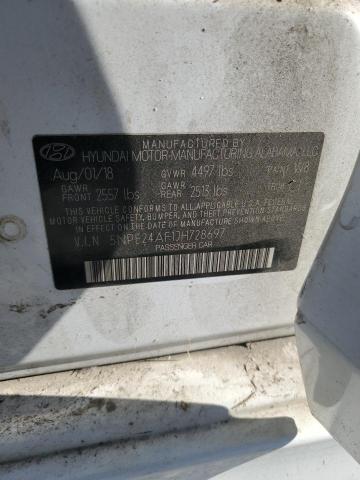 MANUFACTURED BY
HYUNDAI MOTOR MANUFACTURING ALABAMA, LLC
Aug/01/18 GVWR 4497 lbs
GAWR FRONT 2557 lbs GAWR REAR 2513 lbs
THIS VEHICLE CONFORMS TO ALL APPLICABLE U.S. FEDERAL
MOTOR VEHICLE SAFETY, BUMPER, AND THEFT PREVENTION STANDARDS
IN EFFECT ON THE DATE OF MANUFACTURE SHOWN ABOVE.
V.I.N 5NPE24AF1JH728697
PASSENGER CAR